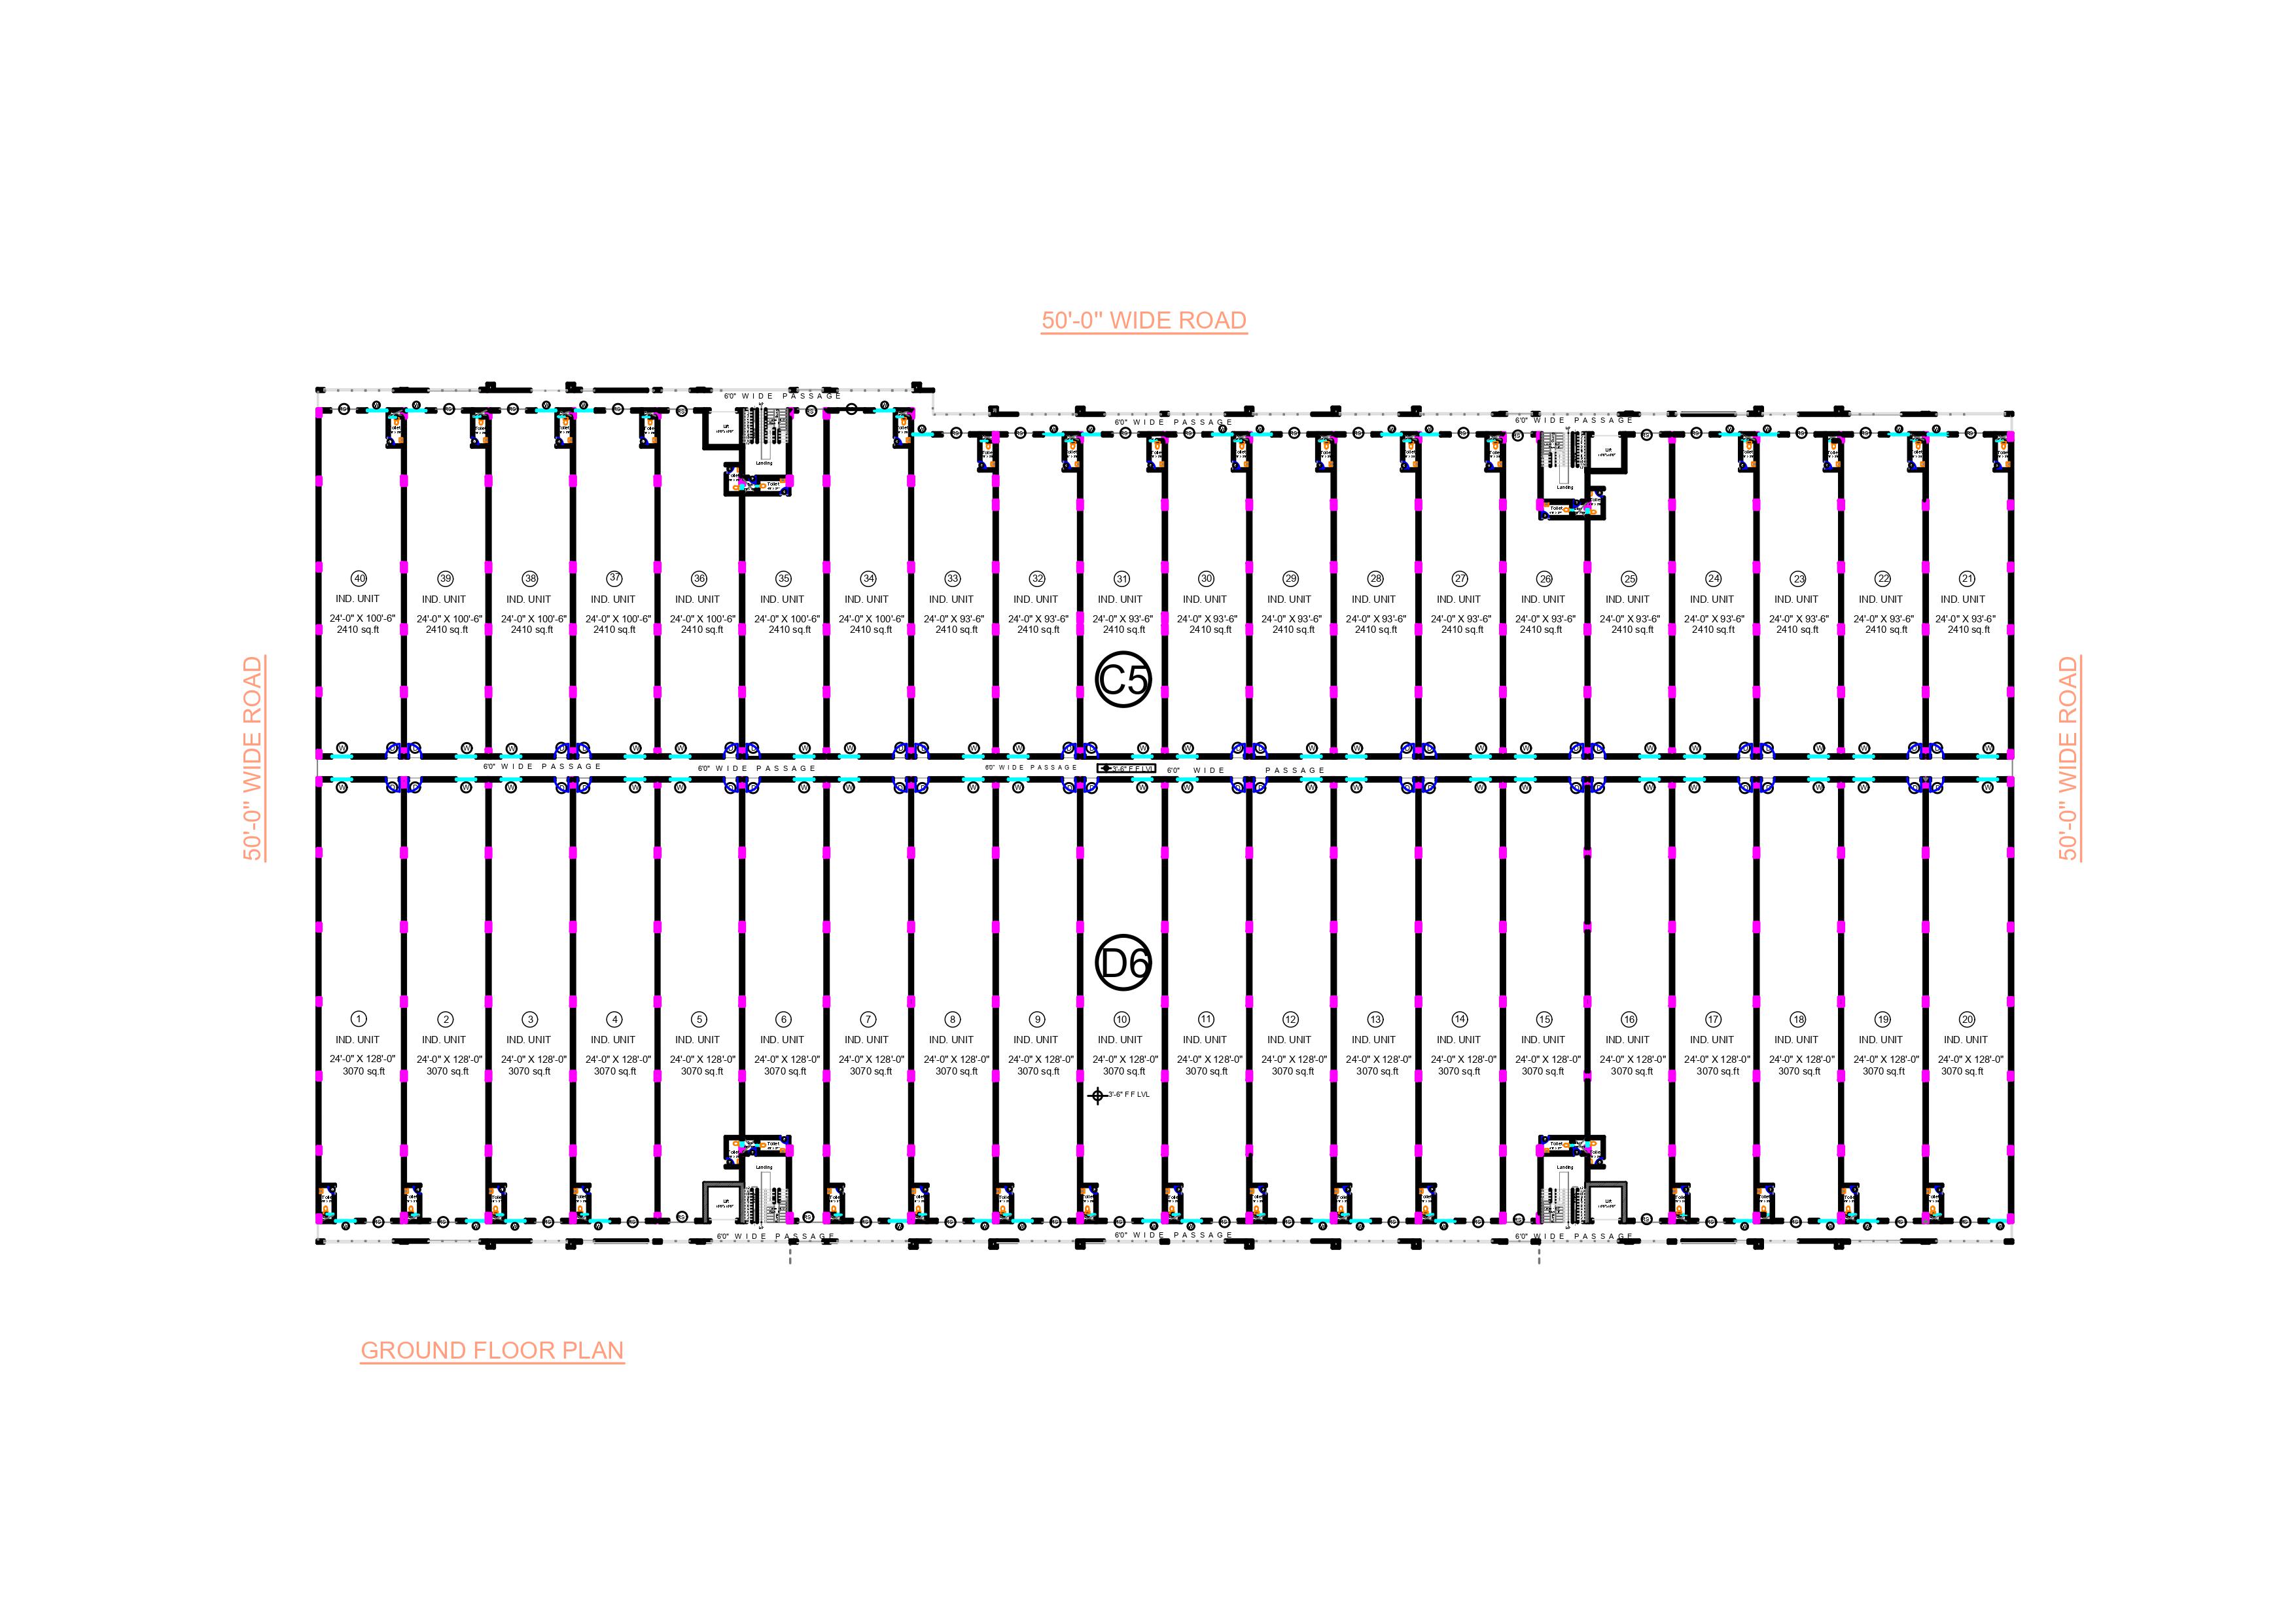 50'-0" WIDE ROAD
6'0" WIDE PASSAGE
6'0" WIDE PASSAGE
6'0" WIDE PASSAGE
Lift
Landing
Toilet
Lift
Landing
Toilet
40 39 38 37 36 35 34 33 32 31 30 29 28 27 26 25 24 23 22 21
IND. UNIT IND. UNIT IND. UNIT IND. UNIT IND. UNIT IND. UNIT IND. UNIT IND. UNIT IND. UNIT IND. UNIT IND. UNIT IND. UNIT IND. UNIT IND. UNIT IND. UNIT IND. UNIT IND. UNIT IND. UNIT IND. UNIT IND. UNIT
24'-0" X 100'-6" 24'-0" X 100'-6" 24'-0" X 100'-6" 24'-0" X 100'-6" 24'-0" X 100'-6" 24'-0" X 100'-6" 24'-0" X 100'-6" 24'-0" X 93'-6" 24'-0" X 93'-6" 24'-0" X 93'-6" 24'-0" X 93'-6" 24'-0" X 93'-6" 24'-0" X 93'-6" 24'-0" X 93'-6" 24'-0" X 93'-6" 24'-0" X 93'-6" 24'-0" X 93'-6" 24'-0" X 93'-6" 24'-0" X 93'-6" 24'-0" X 93'-6"
2410 sq.ft 2410 sq.ft 2410 sq.ft 2410 sq.ft 2410 sq.ft 2410 sq.ft 2410 sq.ft 2410 sq.ft 2410 sq.ft 2410 sq.ft 2410 sq.ft 2410 sq.ft 2410 sq.ft 2410 sq.ft 2410 sq.ft 2410 sq.ft 2410 sq.ft 2410 sq.ft 2410 sq.ft 2410 sq.ft
C5
50'-0" WIDE ROAD
50'-0" WIDE ROAD
6'0" WIDE PASSAGE
6'0" WIDE PASSAGE
6'0" WIDE PASSAGE
3'-6" F F LVL
6'0" WIDE PASSAGE
D6
1 2 3 4 5 6 7 8 9 10 11 12 13 14 15 16 17 18 19 20
IND. UNIT IND. UNIT IND. UNIT IND. UNIT IND. UNIT IND. UNIT IND. UNIT IND. UNIT IND. UNIT IND. UNIT IND. UNIT IND. UNIT IND. UNIT IND. UNIT IND. UNIT IND. UNIT IND. UNIT IND. UNIT IND. UNIT IND. UNIT
24'-0" X 128'-0" 24'-0" X 128'-0" 24'-0" X 128'-0" 24'-0" X 128'-0" 24'-0" X 128'-0" 24'-0" X 128'-0" 24'-0" X 128'-0" 24'-0" X 128'-0" 24'-0" X 128'-0" 24'-0" X 128'-0" 24'-0" X 128'-0" 24'-0" X 128'-0" 24'-0" X 128'-0" 24'-0" X 128'-0" 24'-0" X 128'-0" 24'-0" X 128'-0" 24'-0" X 128'-0" 24'-0" X 128'-0" 24'-0" X 128'-0" 24'-0" X 128'-0"
3070 sq.ft 3070 sq.ft 3070 sq.ft 3070 sq.ft 3070 sq.ft 3070 sq.ft 3070 sq.ft 3070 sq.ft 3070 sq.ft 3070 sq.ft 3070 sq.ft 3070 sq.ft 3070 sq.ft 3070 sq.ft 3070 sq.ft 3070 sq.ft 3070 sq.ft 3070 sq.ft 3070 sq.ft 3070 sq.ft
3'-6" F F LVL
Toilet
Landing
Lift
Toilet
Landing
Lift
6'0" WIDE PASSAGE
6'0" WIDE PASSAGE
6'0" WIDE PASSAGE
GROUND FLOOR PLAN